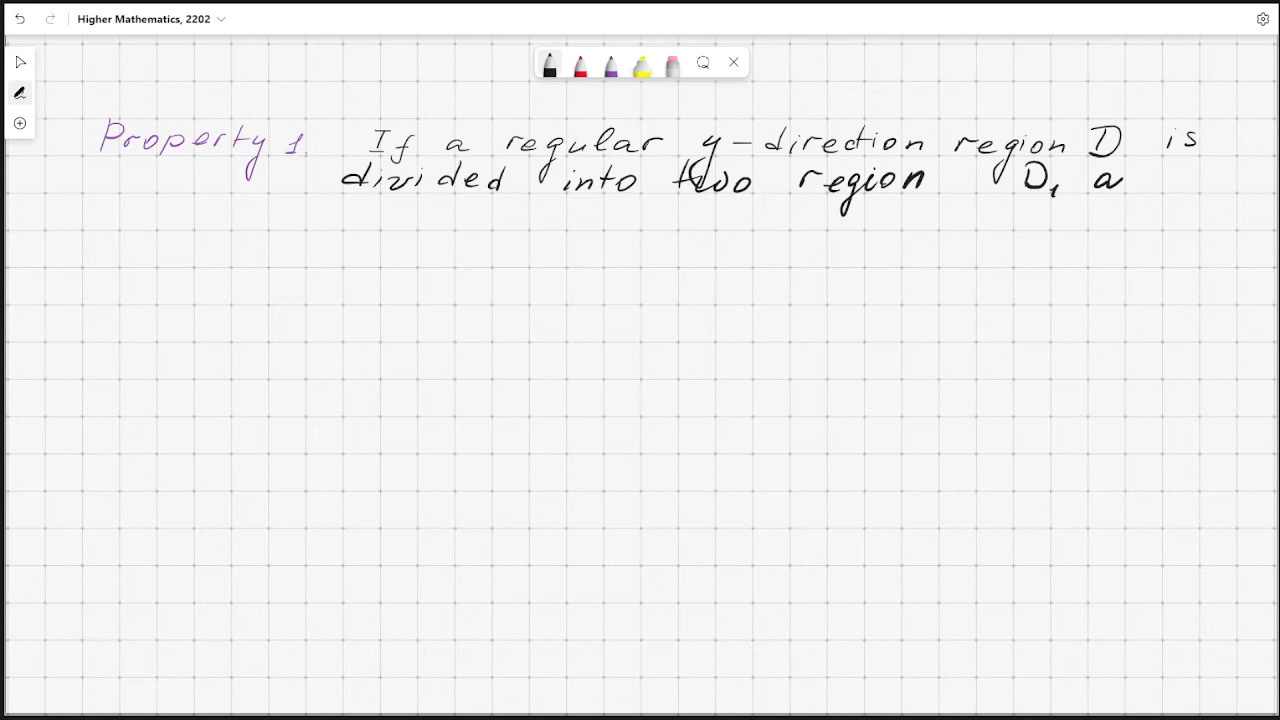 Higher Mathematics, 2202
Property 1. If a regular y-direction region D is
divided into two region D₁ a